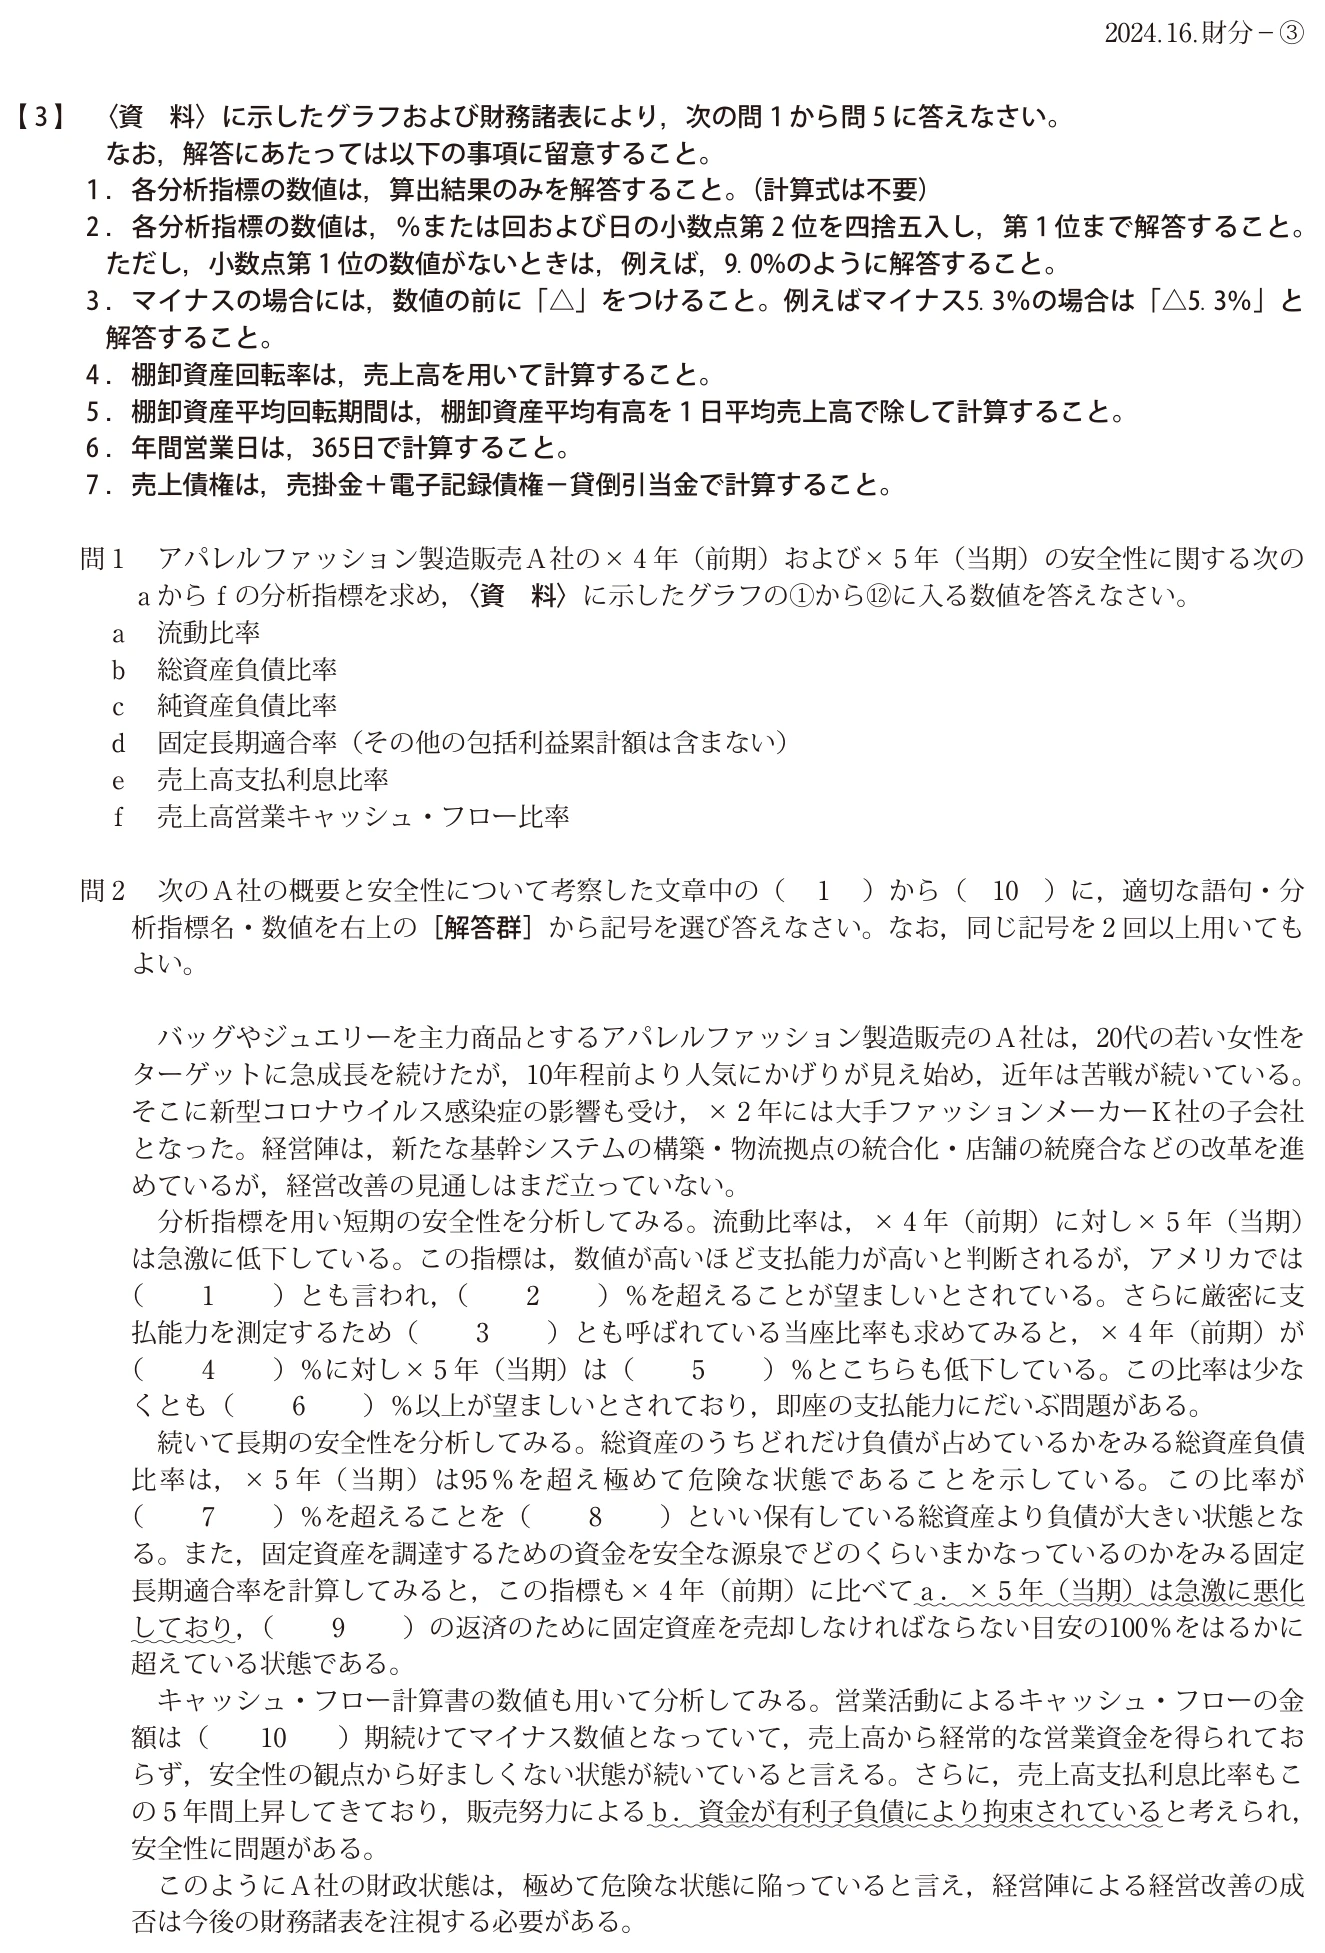 2024.16.財分－③
【3】　〈資　料〉に示したグラフおよび財務諸表により，次の問1から問5に答えなさい。
なお，解答にあたっては以下の事項に留意すること。
1．各分析指標の数値は，算出結果のみを解答すること。（計算式は不要）
2．各分析指標の数値は，％または回および日の小数点第2位を四捨五入し，第1位まで解答すること。
ただし，小数点第1位の数値がないときは，例えば，9.0%のように解答すること。
3．マイナスの場合には，数値の前に「△」をつけること。例えばマイナス5.3%の場合は「△5.3%」と
解答すること。
4．棚卸資産回転率は，売上高を用いて計算すること。
5．棚卸資産平均回転期間は，棚卸資産平均有高を1日平均売上高で除して計算すること。
6．年間営業日は，365日で計算すること。
7．売上債権は，売掛金＋電子記録債権－貸倒引当金で計算すること。
問1　アパレルファッション製造販売A社の×4年（前期）および×5年（当期）の安全性に関する次の
aからfの分析指標を求め，〈資　料〉に示したグラフの①から⑫に入る数値を答えなさい。
a　流動比率
b　総資産負債比率
c　純資産負債比率
d　固定長期適合率（その他の包括利益累計額は含まない）
e　売上高支払利息比率
f　売上高営業キャッシュ・フロー比率
問2　次のA社の概要と安全性について考察した文章中の（　1　）から（　10　）に，適切な語句・分
析指標名・数値を右上の［解答群］から記号を選び答えなさい。なお，同じ記号を2回以上用いても
よい。
バッグやジュエリーを主力商品とするアパレルファッション製造販売のA社は，20代の若い女性を
ターゲットに急成長を続けたが，10年程前より人気にかげりが見え始め，近年は苦戦が続いている。
そこに新型コロナウイルス感染症の影響も受け，×2年には大手ファッションメーカーK社の子会社
となった。経営陣は，新たな基幹システムの構築・物流拠点の統合化・店舗の統廃合などの改革を進
めているが，経営改善の見通しはまだ立っていない。
分析指標を用い短期の安全性を分析してみる。流動比率は，×4年（前期）に対し×5年（当期）
は急激に低下している。この指標は，数値が高いほど支払能力が高いと判断されるが，アメリカでは
（　　1　　）とも言われ，（　　2　　）％を超えることが望ましいとされている。さらに厳密に支
払能力を測定するため（　　3　　）とも呼ばれている当座比率も求めてみると，×4年（前期）が
（　　4　　）％に対し×5年（当期）は（　　5　　）％とこちらも低下している。この比率は少な
くとも（　　6　　）％以上が望ましいとされており，即座の支払能力にだいぶ問題がある。
続いて長期の安全性を分析してみる。総資産のうちどれだけ負債が占めているかをみる総資産負債
比率は，×5年（当期）は95％を超え極めて危険な状態であることを示している。この比率が
（　　7　　）％を超えることを（　　8　　）といい保有している総資産より負債が大きい状態とな
る。また，固定資産を調達するための資金を安全な源泉でどのくらいまかなっているのかをみる固定
長期適合率を計算してみると，この指標も×4年（前期）に比べてa．×5年（当期）は急激に悪化
しており，（　　9　　）の返済のために固定資産を売却しなければならない目安の100％をはるかに
超えている状態である。
キャッシュ・フロー計算書の数値も用いて分析してみる。営業活動によるキャッシュ・フローの金
額は（　　10　　）期続けてマイナス数値となっていて，売上高から経常的な営業資金を得られてお
らず，安全性の観点から好ましくない状態が続いていると言える。さらに，売上高支払利息比率もこ
の5年間上昇してきており，販売努力によるb．資金が有利子負債により拘束されていると考えられ，
安全性に問題がある。
このようにA社の財政状態は，極めて危険な状態に陥っていると言え，経営陣による経営改善の成
否は今後の財務諸表を注視する必要がある。